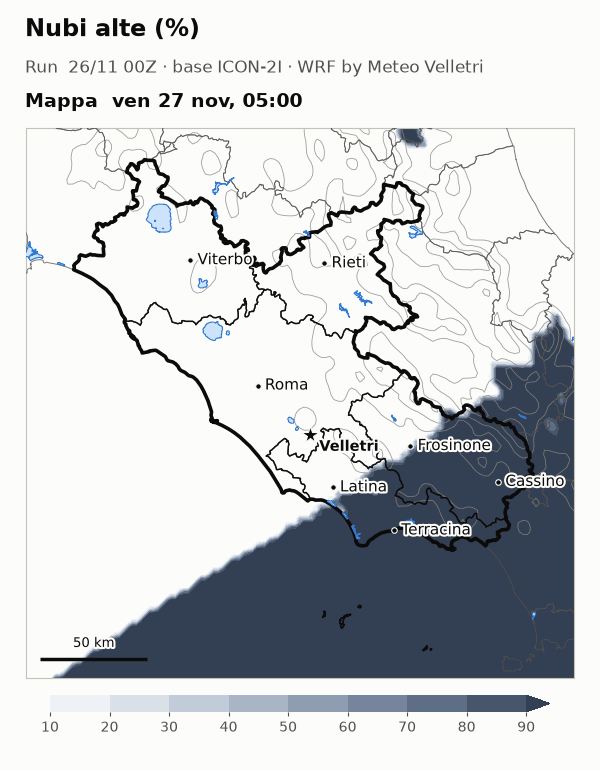 Nubi alte (%)
Run  26/11 00Z · base ICON-2I · WRF by Meteo Velletri
Mappa  ven 27 nov, 05:00
Viterbo
Rieti
Roma
Velletri
Frosinone
Cassino
Latina
Terracina
50 km
10 20 30 40 50 60 70 80 90